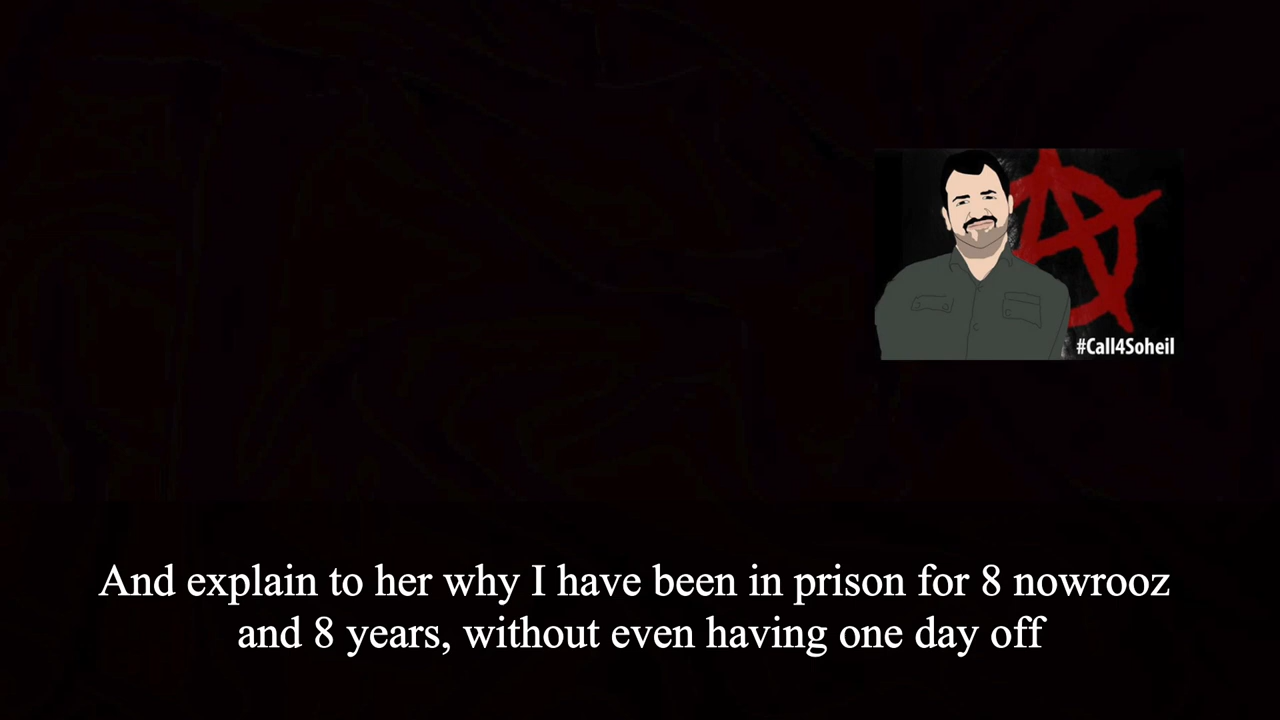 #Call4Soheil
And explain to her why I have been in prison for 8 nowrooz
and 8 years, without even having one day off